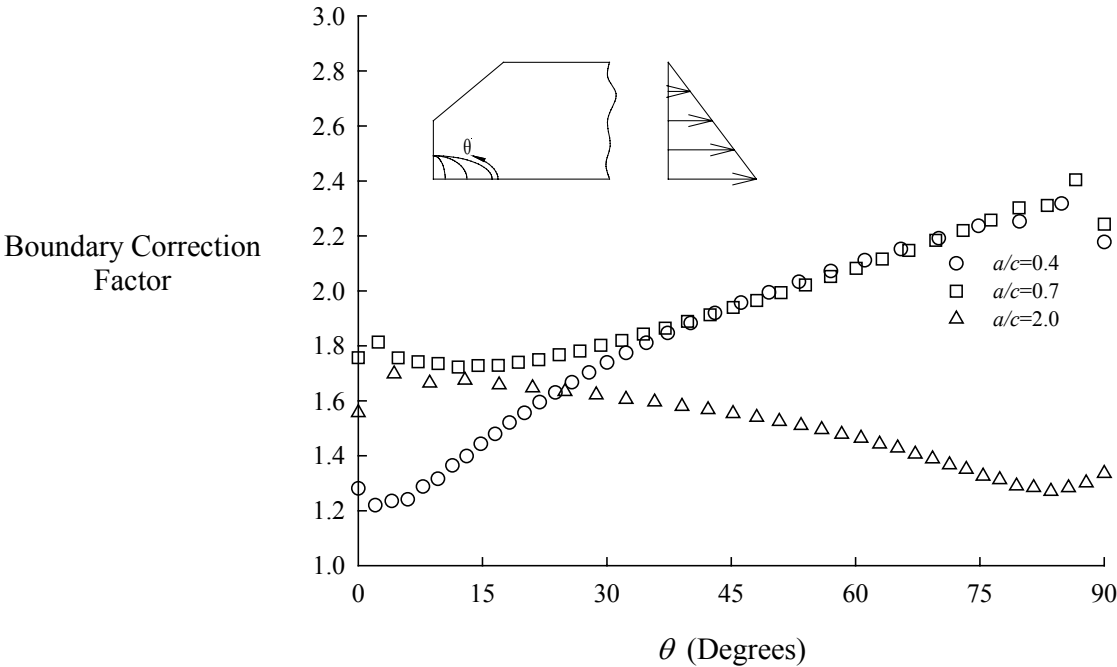 3.0
2.8
2.6
2.4
2.2
2.0
1.8
1.6
1.4
1.2
1.0
θ
Boundary Correction
Factor
a/c=0.4
a/c=0.7
a/c=2.0
0 15 30 45 60 75 90
θ (Degrees)